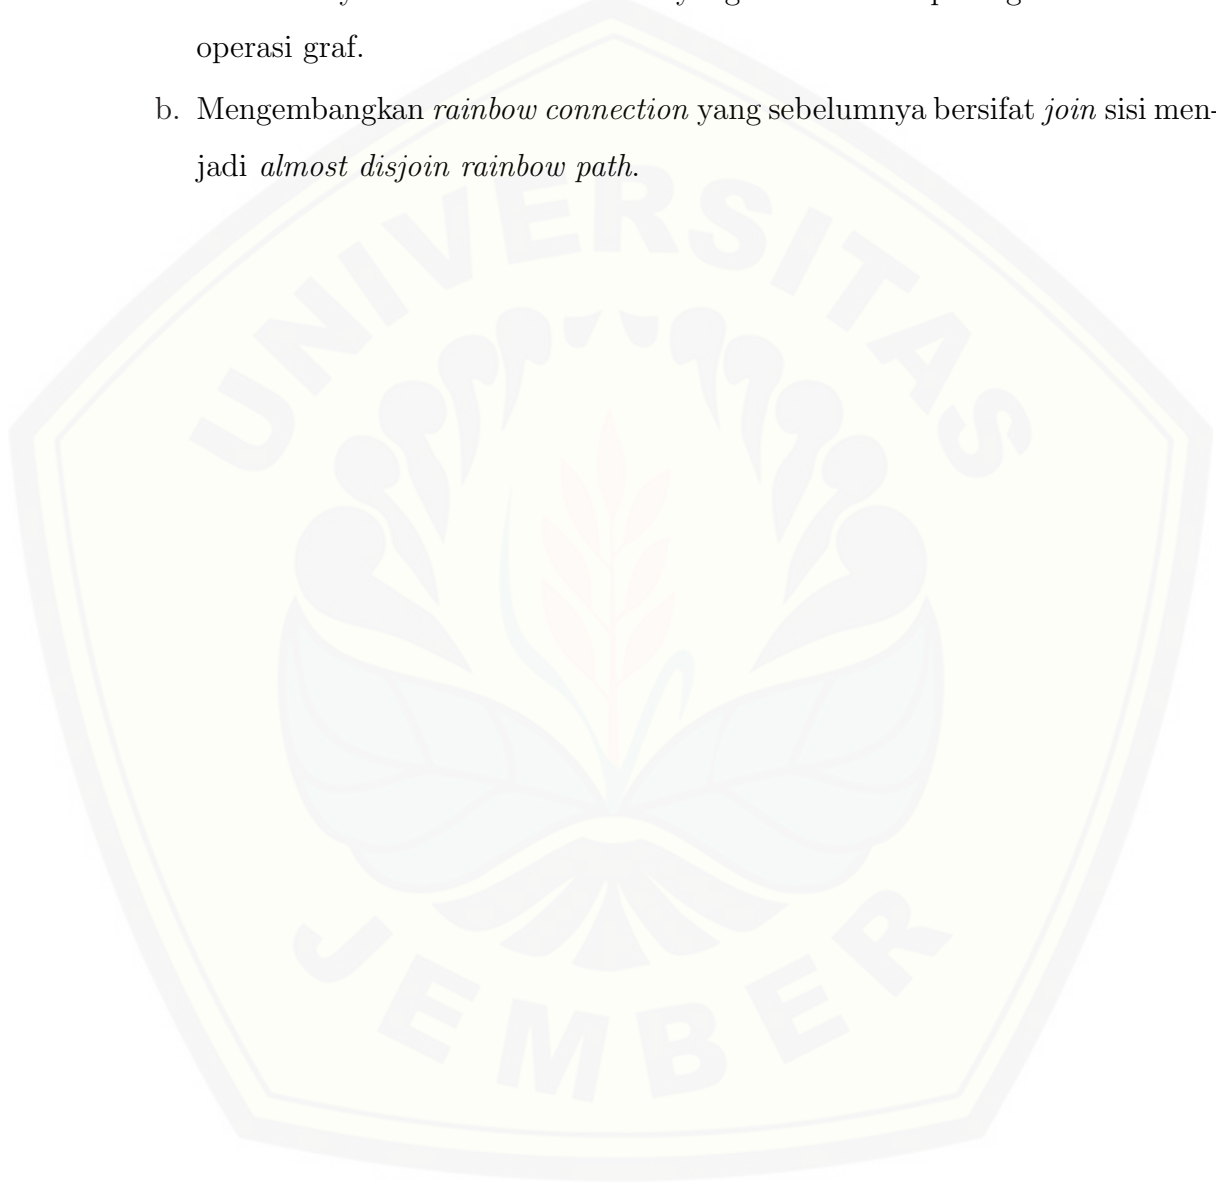 operasi graf.
b. Mengembangkan rainbow connection yang sebelumnya bersifat join sisi men-
jadi almost disjoin rainbow path.
UNIVERSITAS
JEMBER